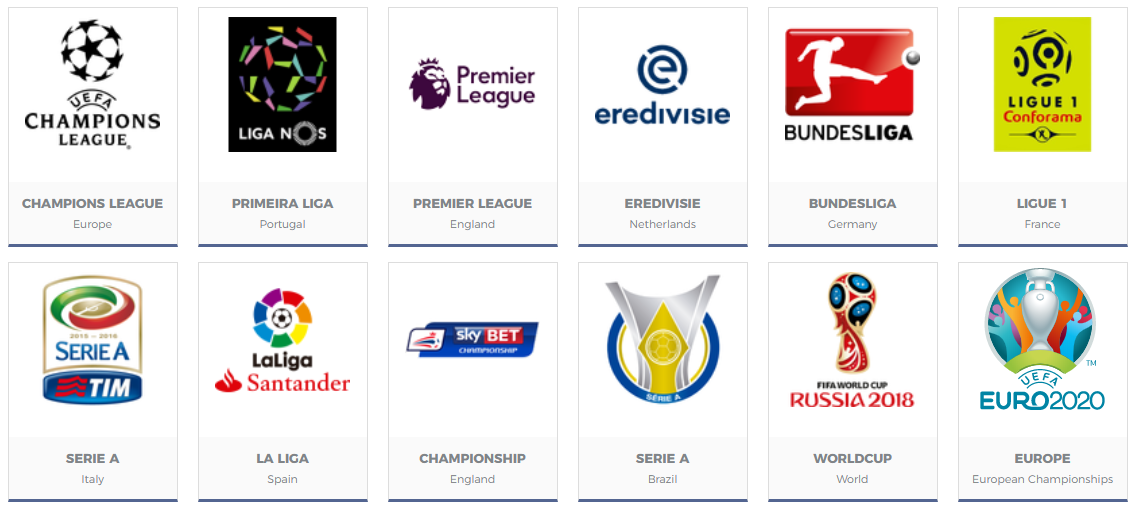 UEFA
CHAMPIONS
LEAGUE®
CHAMPIONS LEAGUE
Europe
LIGA NOS
PRIMEIRA LIGA
Portugal
Premier
League
PREMIER LEAGUE
England
eredivisie
EREDIVISIE
Netherlands
BUNDESLIGA
BUNDESLIGA
Germany
LIGUE 1
Conforama
LIGUE 1
France
2015 — 2016
SERIE A
TIM
SERIE A
Italy
LaLiga
Santander
LA LIGA
Spain
sky BET
CHAMPIONSHIP
CHAMPIONSHIP
England
SÉRIE A
SERIE A
Brazil
FIFA WORLD CUP
RUSSIA 2018
WORLDCUP
World
TM
UEFA
EURO2020
EUROPE
European Championships